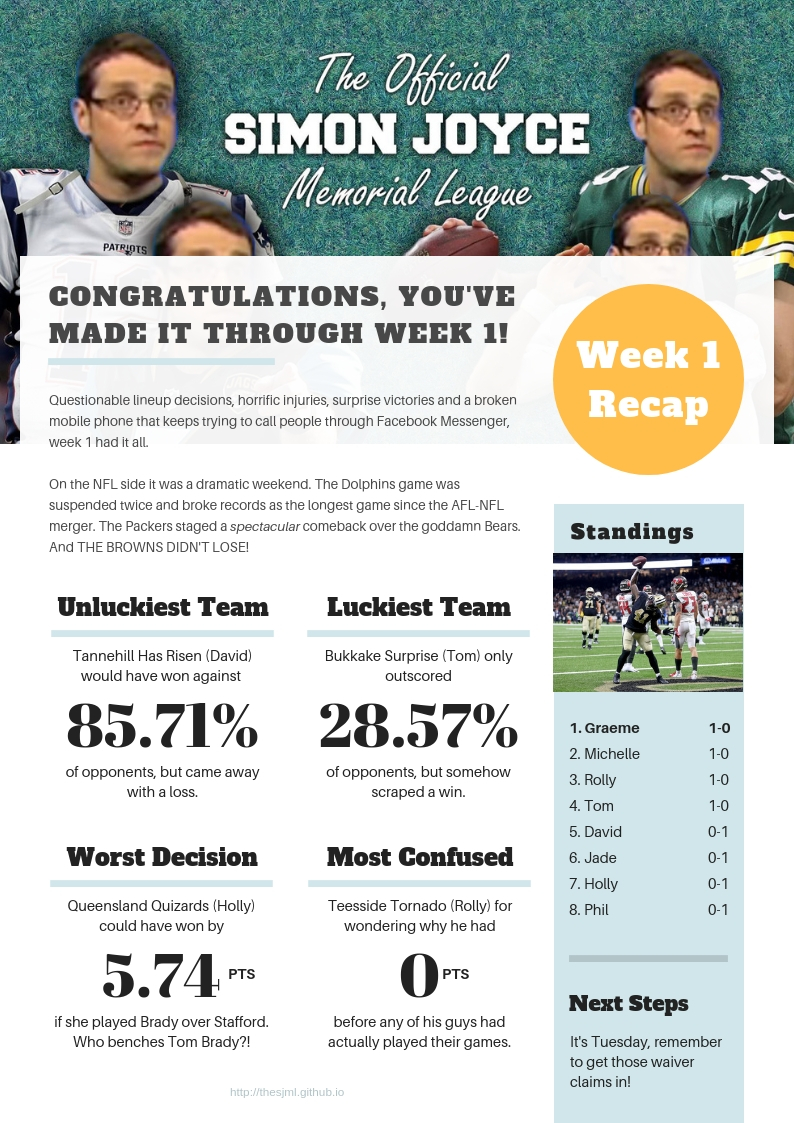 The Official
SIMON JOYCE
Memorial League
NFL
PATRIOTS
CONGRATULATIONS, YOU'VE
MADE IT THROUGH WEEK 1!
Week 1
Recap
Questionable lineup decisions, horrific injuries, surprise victories and a broken
mobile phone that keeps trying to call people through Facebook Messenger,
week 1 had it all.
On the NFL side it was a dramatic weekend. The Dolphins game was
suspended twice and broke records as the longest game since the AFL-NFL
merger. The Packers staged a spectacular comeback over the goddamn Bears.
And THE BROWNS DIDN'T LOSE!
Unluckiest Team
Tannehill Has Risen (David)
would have won against
85.71%
of opponents, but came away
with a loss.
Luckiest Team
Bukkake Surprise (Tom) only
outscored
28.57%
of opponents, but somehow
scraped a win.
Worst Decision
Queensland Quizards (Holly)
could have won by
5.74 PTS
if she played Brady over Stafford.
Who benches Tom Brady?!
Most Confused
Teesside Tornado (Rolly) for
wondering why he had
0 PTS
before any of his guys had
actually played their games.
http://thesjml.github.io
Standings
1. Graeme 1-0
2. Michelle 1-0
3. Rolly 1-0
4. Tom 1-0
5. David 0-1
6. Jade 0-1
7. Holly 0-1
8. Phil 0-1
Next Steps
It's Tuesday, remember
to get those waiver
claims in!